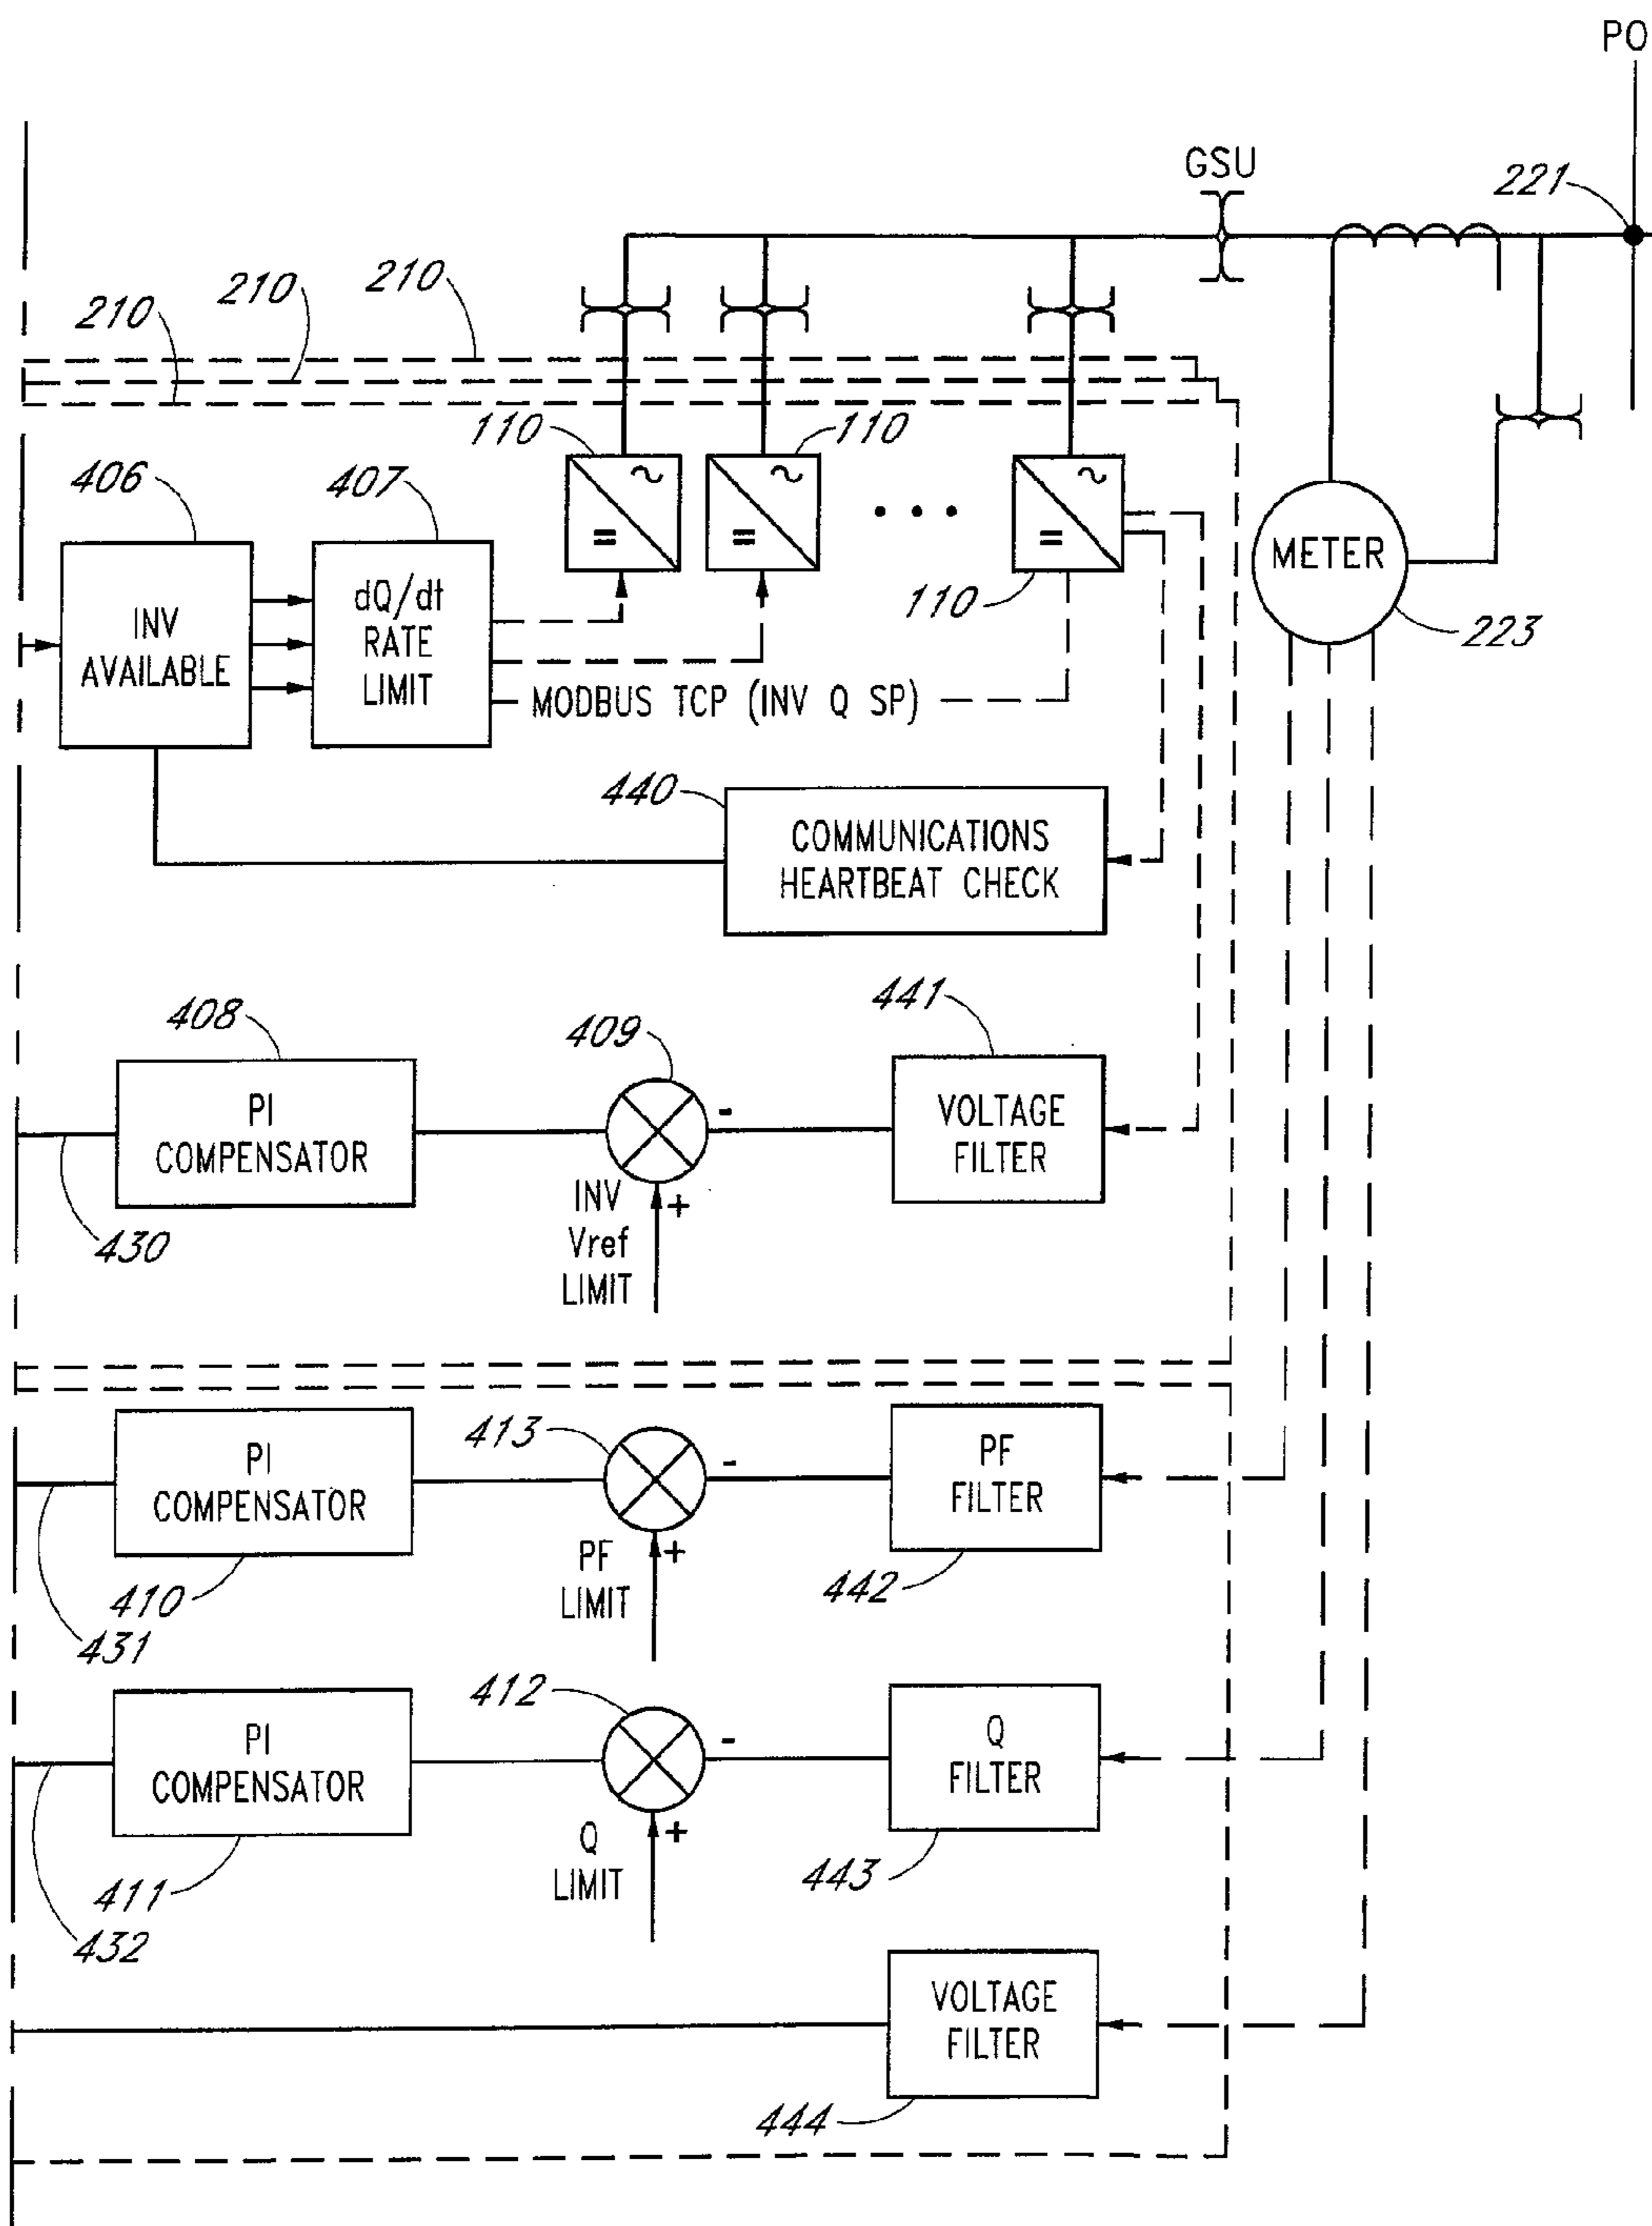 PO
GSU
221
210
210
210
110
110
406
407
~
=
~
=
• • •
~
=
METER
INV
AVAILABLE
dQ/dt
RATE
LIMIT
110
223
MODBUS TCP (INV Q SP)
440
COMMUNICATIONS
HEARTBEAT CHECK
408
409
441
PI
COMPENSATOR
-
VOLTAGE
FILTER
430
INV
Vref
LIMIT
+
413
PI
COMPENSATOR
-
PF
FILTER
410
PF
LIMIT
+
442
431
412
PI
COMPENSATOR
-
Q
FILTER
411
Q
LIMIT
+
443
432
VOLTAGE
FILTER
444